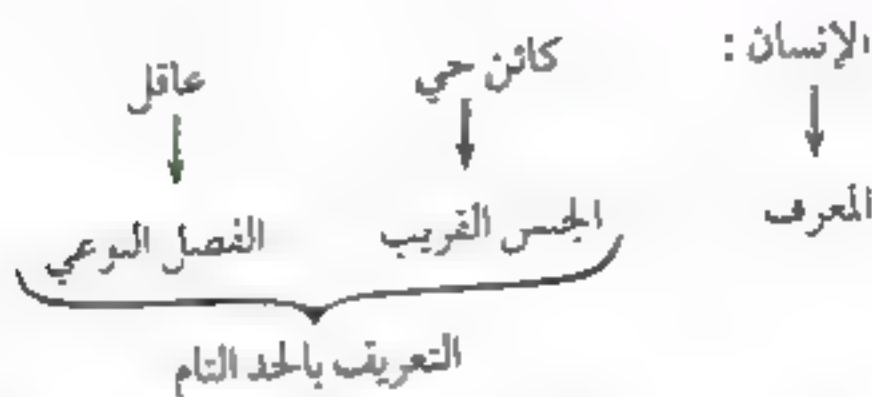 الإنسان : كائن حي عاقل
المعرف الجنس القريب الفصل النوعي
التعريف بالحد التام